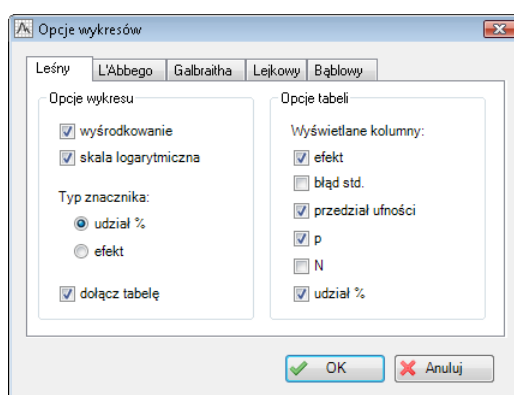 Opcje wykresów
Leśny L'Abbego Galbraitha Lejkowy Bąblowy
Opcje wykresu
wyśrodkowanie
skala logarytmiczna
Typ znacznika:
udział %
efekt
dołącz tabelę
Opcje tabeli
Wyświetlane kolumny:
efekt
błąd std.
przedział ufności
p
N
udział %
OK Anuluj